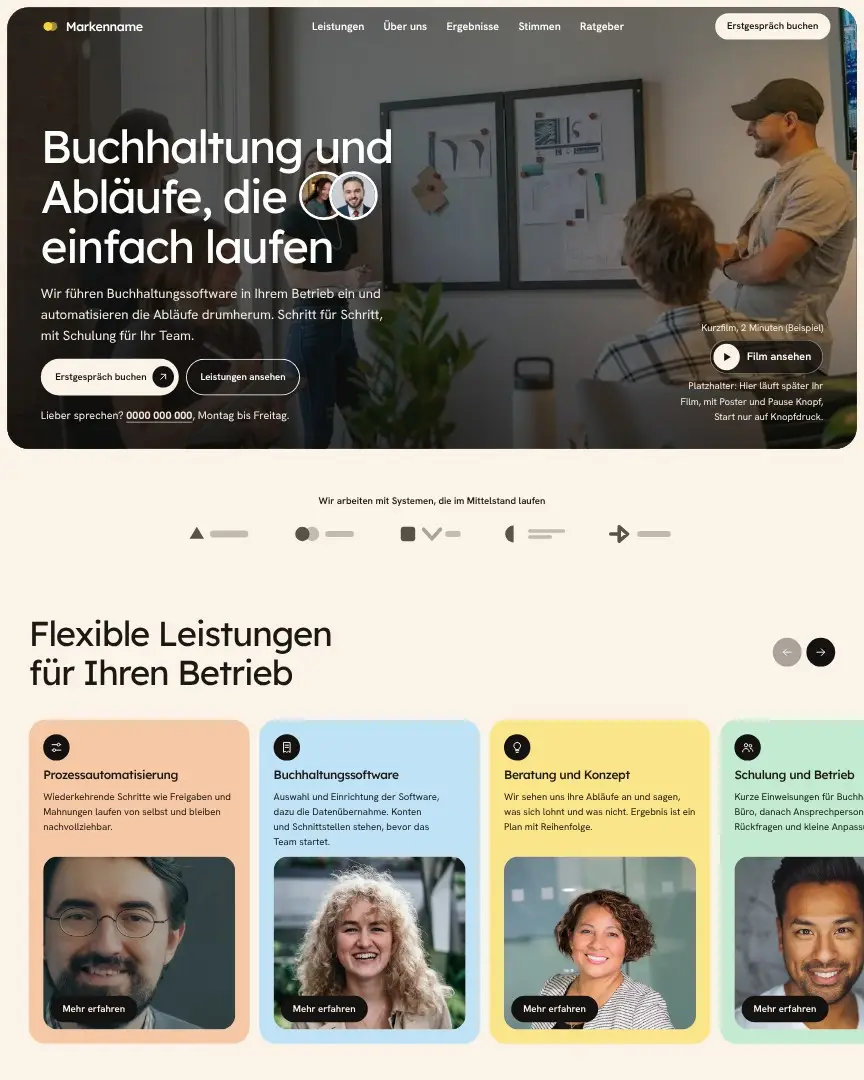 Markenname
Leistungen
Über uns
Ergebnisse
Stimmen
Ratgeber
Erstgespräch buchen
Buchhaltung und
Abläufe, die
einfach laufen
Wir führen Buchhaltungssoftware in Ihrem Betrieb ein und
automatisieren die Abläufe drumherum. Schritt für Schritt,
mit Schulung für Ihr Team.
Erstgespräch buchen
Leistungen ansehen
Lieber sprechen? 0000 000 000, Montag bis Freitag.
Kurzfilm, 2 Minuten (Beispiel)
Film ansehen
Platzhalter: Hier läuft später Ihr
Film, mit Poster und Pause Knopf,
Start nur auf Knopfdruck.
Wir arbeiten mit Systemen, die im Mittelstand laufen
Flexible Leistungen
für Ihren Betrieb
Prozessautomatisierung
Wiederkehrende Schritte wie Freigaben und
Mahnungen laufen von selbst und bleiben
nachvollziehbar.
Mehr erfahren
Buchhaltungssoftware
Auswahl und Einrichtung der Software,
dazu die Datenübernahme. Konten
und Schnittstellen stehen, bevor das
Team startet.
Mehr erfahren
Beratung und Konzept
Wir sehen uns Ihre Abläufe an und sagen,
was sich lohnt und was nicht. Ergebnis ist ein
Plan mit Reihenfolge.
Mehr erfahren
Schulung und Betrieb
Kurze Einweisungen für Buchh
Büro, danach Ansprechperson
Rückfragen und kleine Anpassu
Mehr erfahren